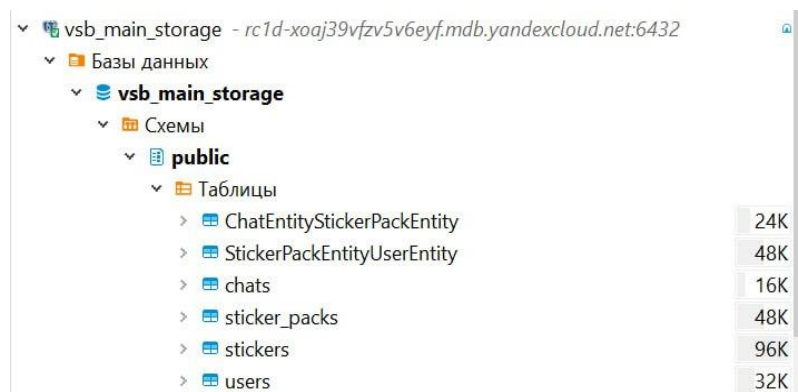 vsb_main_storage - rc1d-xoaj39vfzv5v6eyf.mdb.yandexcloud.net:6432
Базы данных
vsb_main_storage
Схемы
public
Таблицы
ChatEntityStickerPackEntity 24K
StickerPackEntityUserEntity 48K
chats 16K
sticker_packs 48K
stickers 96K
users 32K